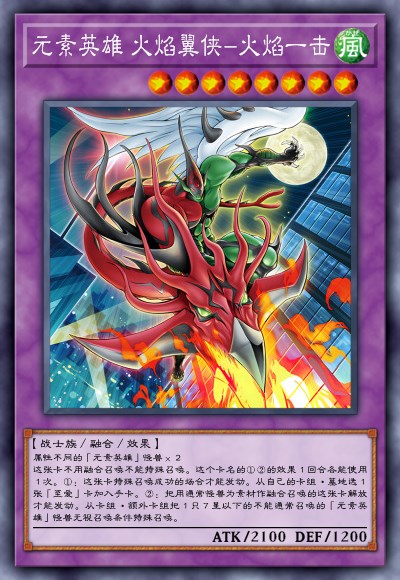 元素英雄 火焰翼侠-火焰一击 風
【战士族/融合/效果】
属性不同的「元素英雄」怪兽×2
这张卡不用融合召唤不能特殊召唤。这个卡名的①②的效果1回合各能使用
1次。①:这张卡特殊召唤成功的场合才能发动。从自己的卡组·墓地选1
张「至爱」卡加入手卡。②:把用通常怪兽为素材作融合召唤的这张卡解放
才能发动。从卡组·额外卡组把1只7星以下的不能通常召唤的「元素英
雄」怪兽无视召唤条件特殊召唤。
ATK/2100 DEF/1200